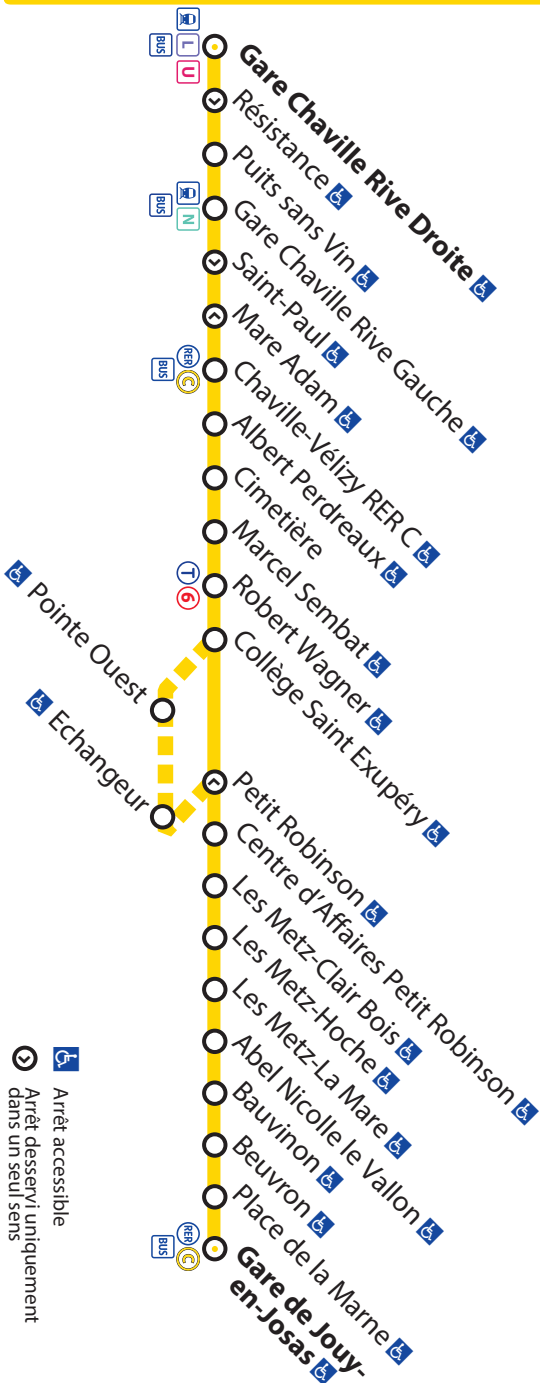 Gare Chaville Rive Droite
L U
BUS
Résistance
Puits sans Vin
Gare Chaville Rive Gauche
N
BUS
Saint-Paul
Mare Adam
Chaville-Vélizy RER C
RER C
BUS
Albert Perdreaux
Cimetière
Marcel Sembat
Robert Wagner
T 6
Collège Saint Exupéry
Pointe Ouest
Echangeur
Petit Robinson
Centre d'Affaires Petit Robinson
Les Metz-Clair Bois
Les Metz-Hoche
Les Metz-La Mare
Abel Nicolle le Vallon
Bauvinon
Beuvron
Place de la Marne
Gare de Jouy-
en-Josas
RER C
BUS
Arrêt accessible
Arrêt desservi uniquement
dans un seul sens